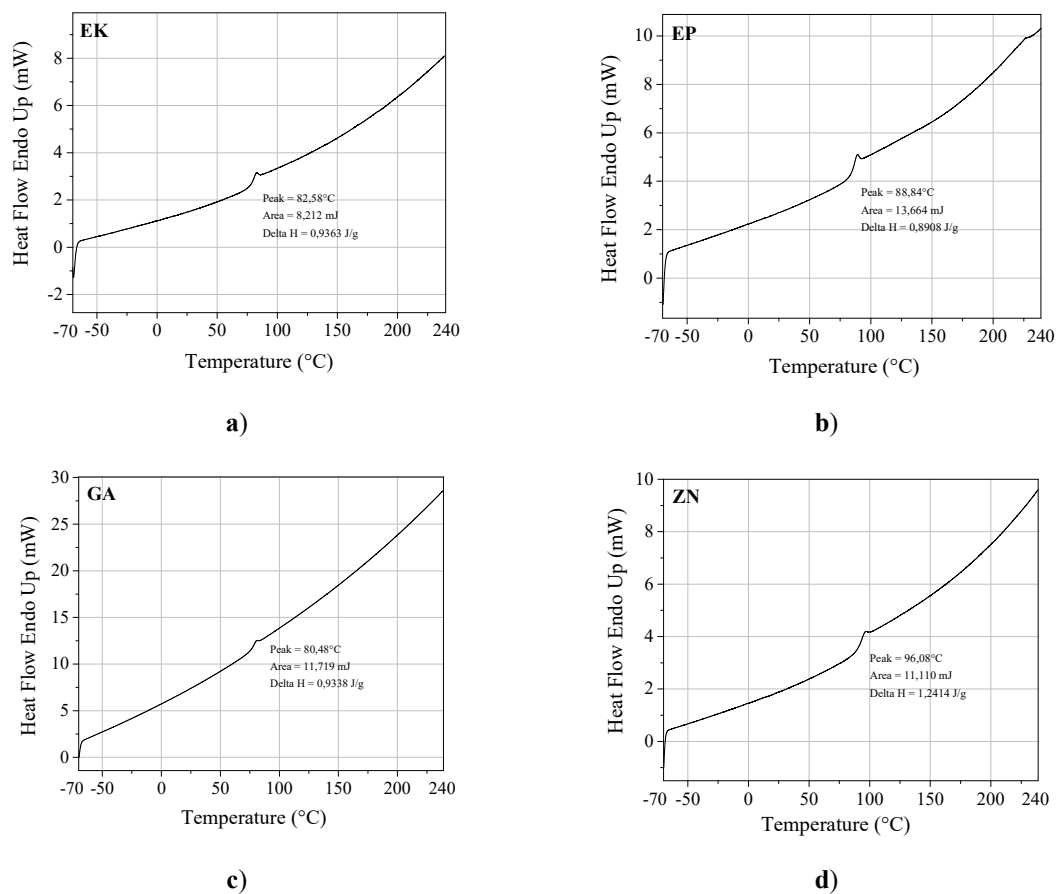 EK
Heat Flow Endo Up (mW)
8
6
4
2
0
-2
Peak = 82,58°C
Area = 8,212 mJ
Delta H = 0,9363 J/g
-70 -50 0 50 100 150 200 240
Temperature (°C)
a)
EP
Heat Flow Endo Up (mW)
10
8
6
4
2
0
Peak = 88,84°C
Area = 13,664 mJ
Delta H = 0,8908 J/g
-70 -50 0 50 100 150 200 240
Temperature (°C)
b)
GA
Heat Flow Endo Up (mW)
30
25
20
15
10
5
0
Peak = 80,48°C
Area = 11,719 mJ
Delta H = 0,9338 J/g
-70 -50 0 50 100 150 200 240
Temperature (°C)
c)
ZN
Heat Flow Endo Up (mW)
10
8
6
4
2
0
Peak = 96,08°C
Area = 11,110 mJ
Delta H = 1,2414 J/g
-70 -50 0 50 100 150 200 240
Temperature (°C)
d)